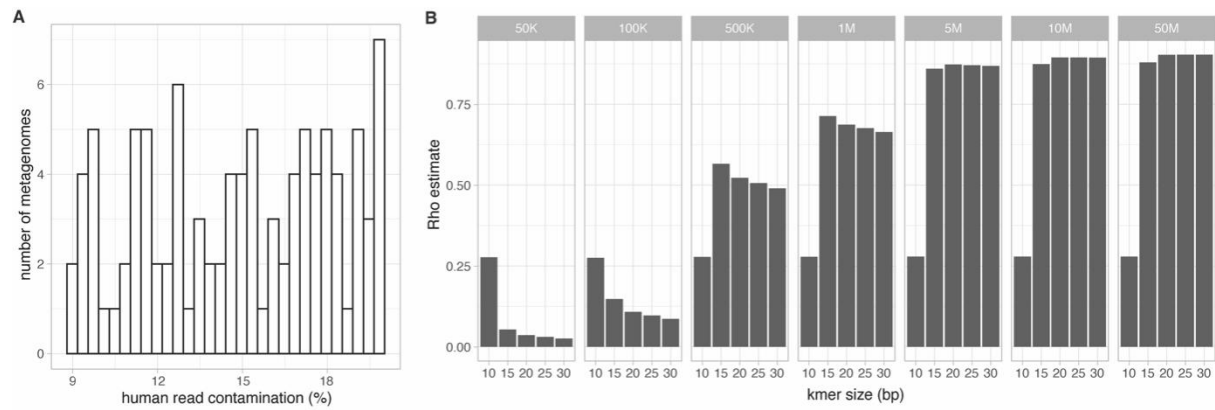 A
number of metagenomes
6
4
2
0
9 12 15 18
human read contamination (%)
B
50K 100K 500K 1M 5M 10M 50M
Rho estimate
0.75
0.50
0.25
0.00
10 15 20 25 30 10 15 20 25 30 10 15 20 25 30 10 15 20 25 30 10 15 20 25 30 10 15 20 25 30 10 15 20 25 30
kmer size (bp)